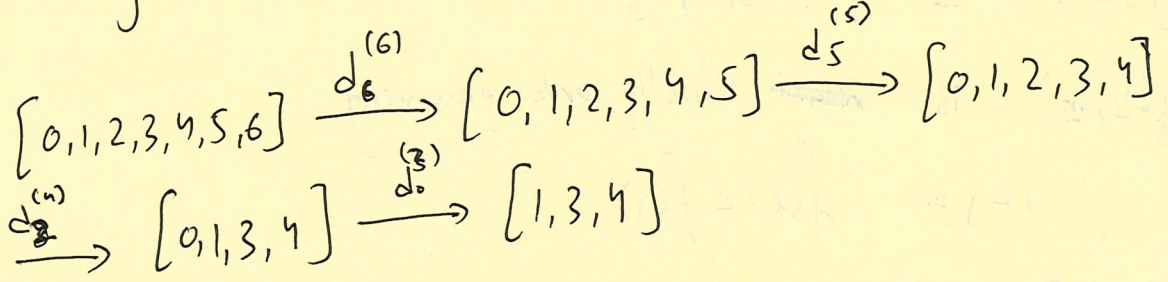 [0,1,2,3,4,5,6] d_6^(6) → [0,1,2,3,4,5] d_5^(5) → [0,1,2,3,4]
d_2^(4) → [0,1,3,4] d_0^(3) → [1,3,4]